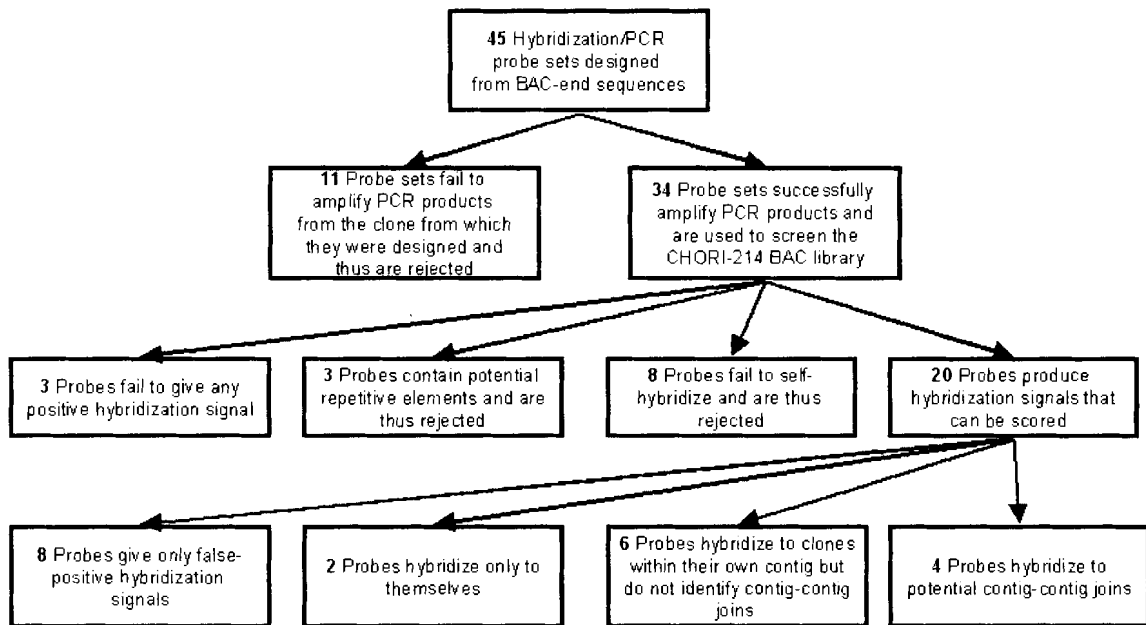 45 Hybridization/PCR
probe sets designed
from BAC-end sequences
11 Probe sets fail to
amplify PCR products
from the clone from which
they were designed and
thus are rejected
34 Probe sets successfully
amplify PCR products and
are used to screen the
CHORI-214 BAC library
3 Probes fail to give any
positive hybridization signal
3 Probes contain potential
repetitive elements and are
thus rejected
8 Probes fail to self-
hybridize and are thus
rejected
20 Probes produce
hybridization signals that
can be scored
8 Probes give only false-
positive hybridization
signals
2 Probes hybridize only to
themselves
6 Probes hybridize to clones
within their own contig but
do not identify contig-contig
joins
4 Probes hybridize to
potential contig-contig joins